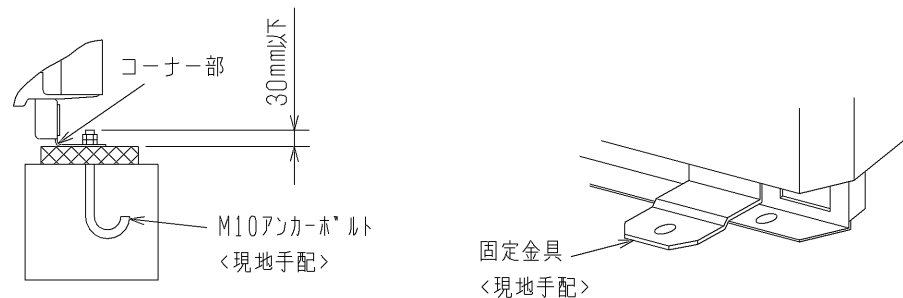 コーナー部
30mm以下
M10アンカーボルト
<現地手配>
固定金具
<現地手配>